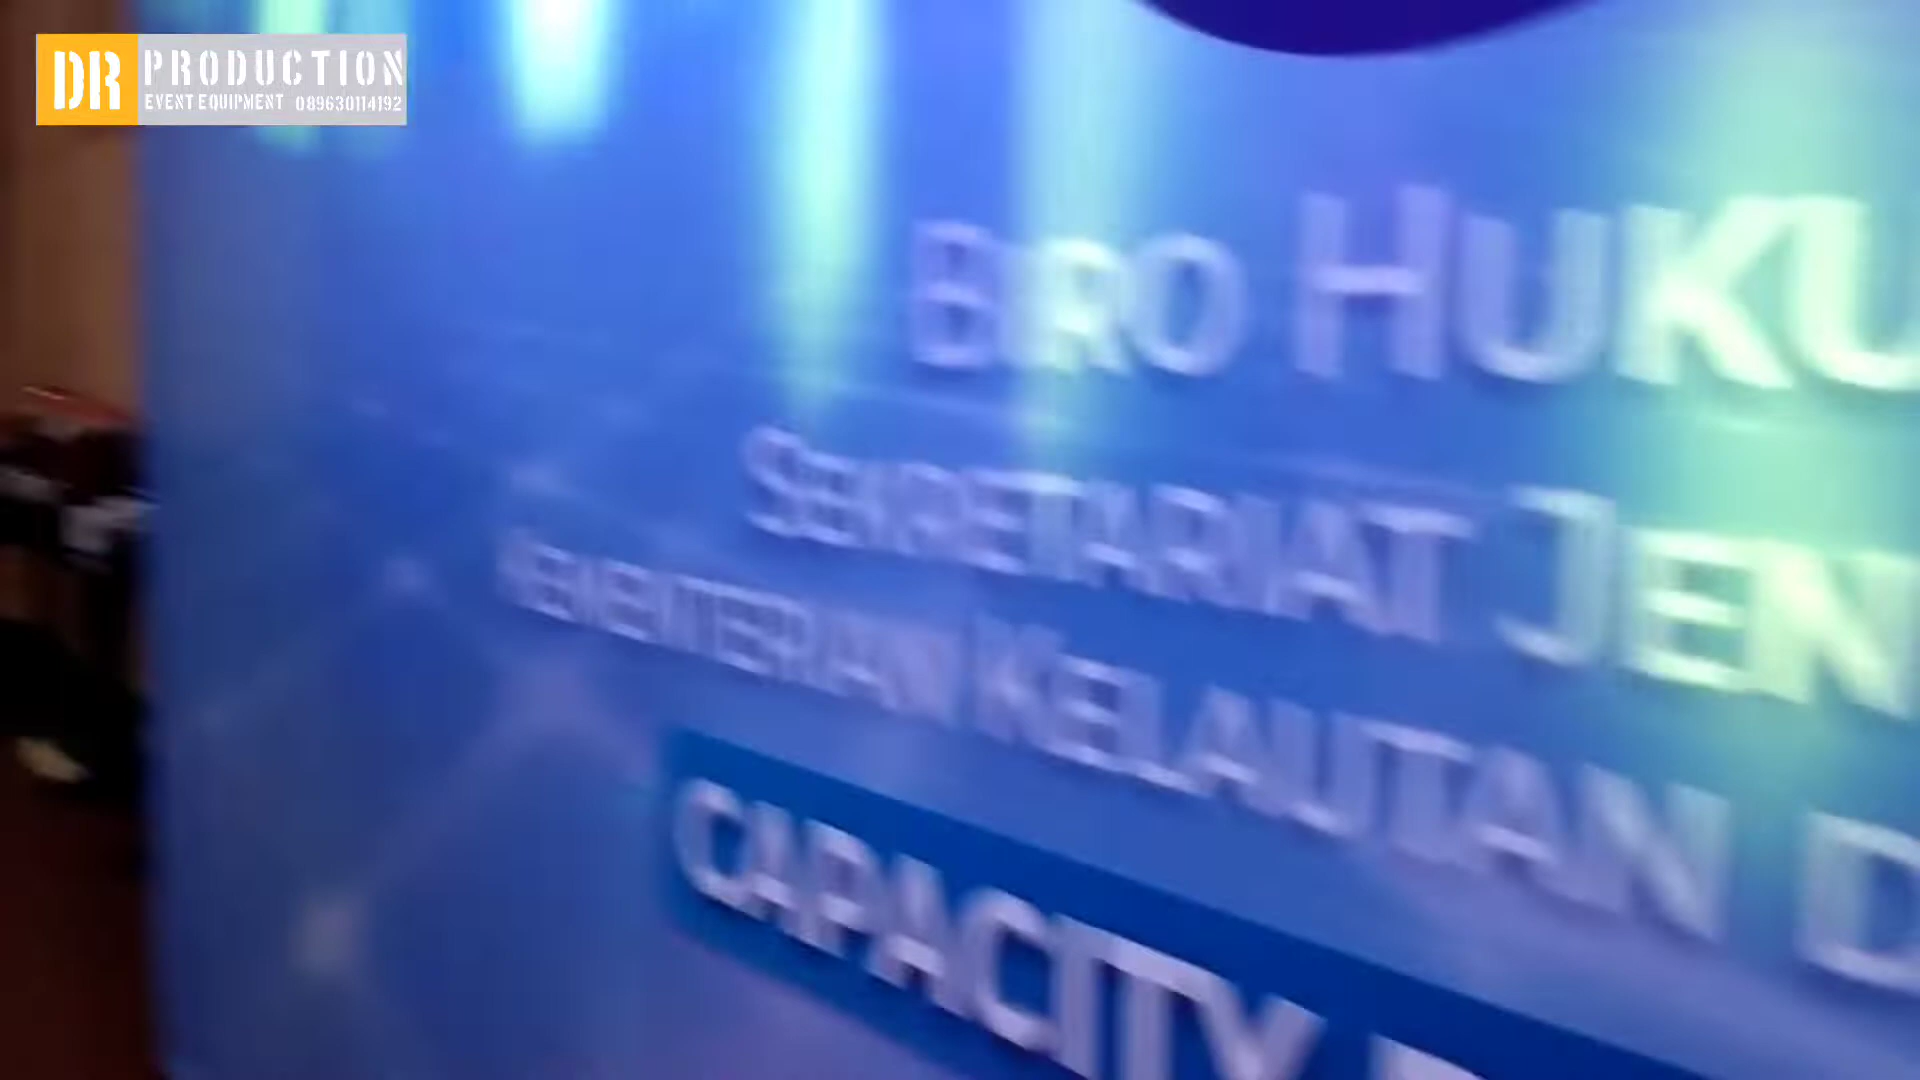 DR PRODUCTION
EVENT EQUIPMENT 089630114192
BIRO HUKU
SEKRETARIAT JEN
KEMENTERIAN KELAUTAN D
CAPACITY